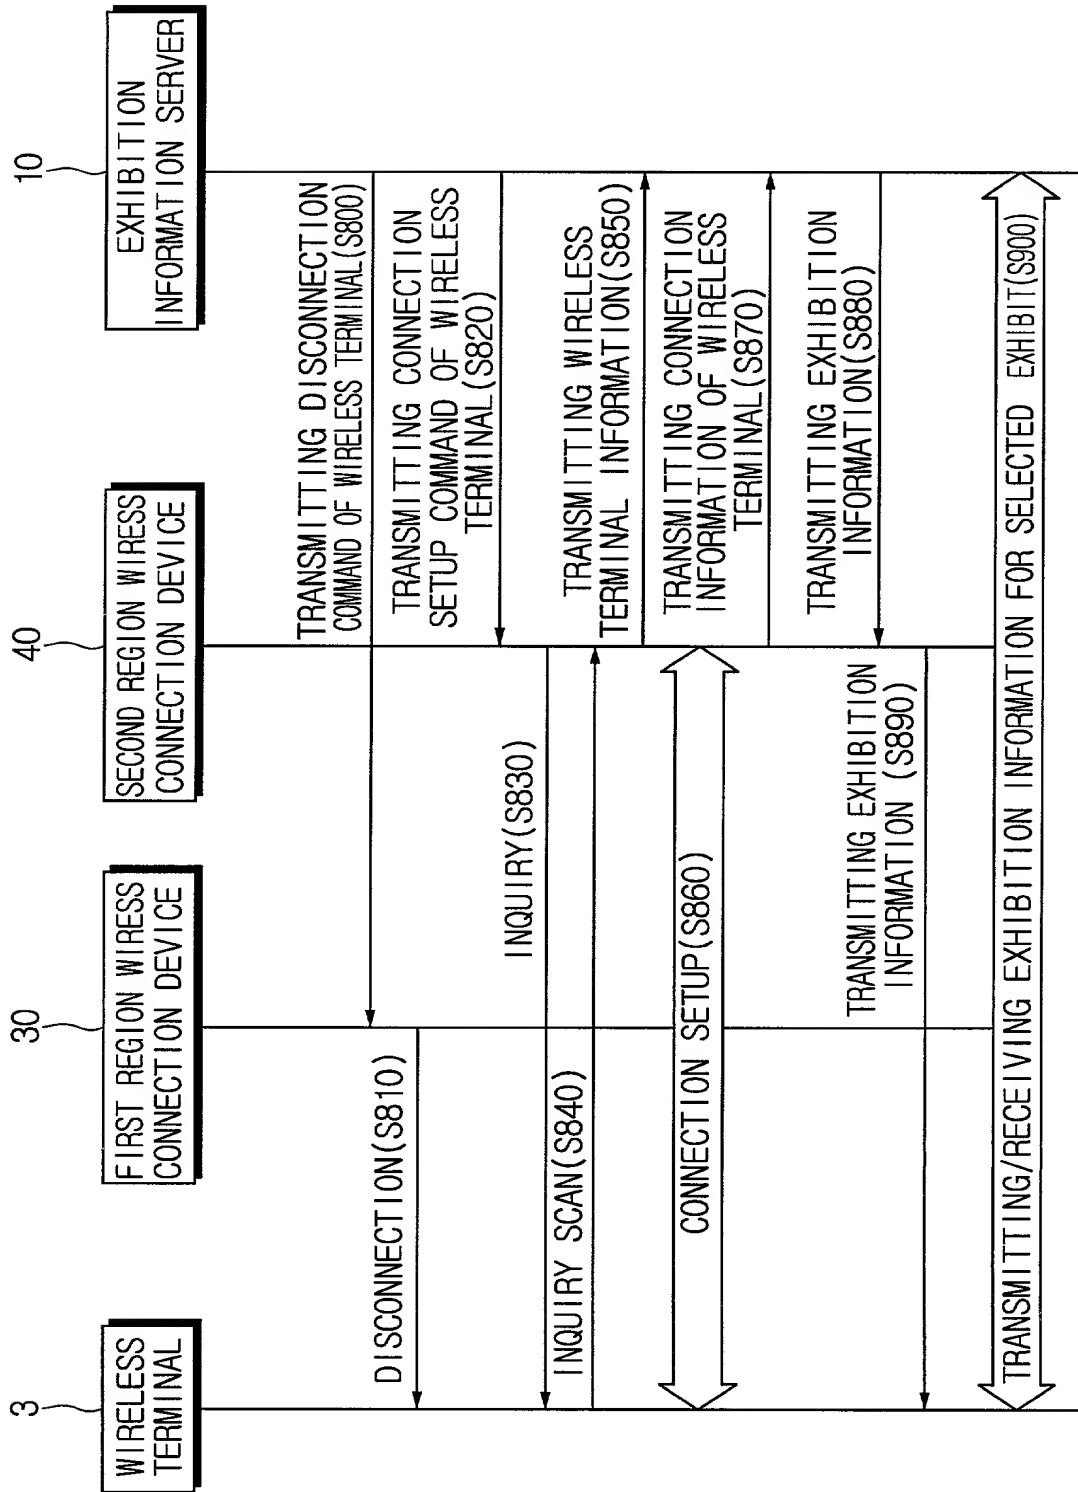 3
WIRELESS
TERMINAL
30
FIRST REGION WIRESS
CONNECTION DEVICE
40
SECOND REGION WIRESS
CONNECTION DEVICE
10
EXHIBITION
INFORMATION SERVER
TRANSMITTING DISCONNECTION
COMMAND OF WIRELESS TERMINAL(S800)
DISCONNECTION(S810)
TRANSMITTING CONNECTION
SETUP COMMAND OF WIRELESS
TERMINAL(S820)
INQUIRY(S830)
INQUIRY SCAN(S840)
TRANSMITTING WIRELESS
TERMINAL INFORMATION(S850)
CONNECTION SETUP(S860)
TRANSMITTING CONNECTION
INFORMATION OF WIRELESS
TERMINAL(S870)
TRANSMITTING EXHIBITION
INFORMATION(S880)
TRANSMITTING EXHIBITION
INFORMATION (S890)
TRANSMITTING/RECEIVING EXHIBITION INFORMATION FOR SELECTED EXHIBIT(S900)